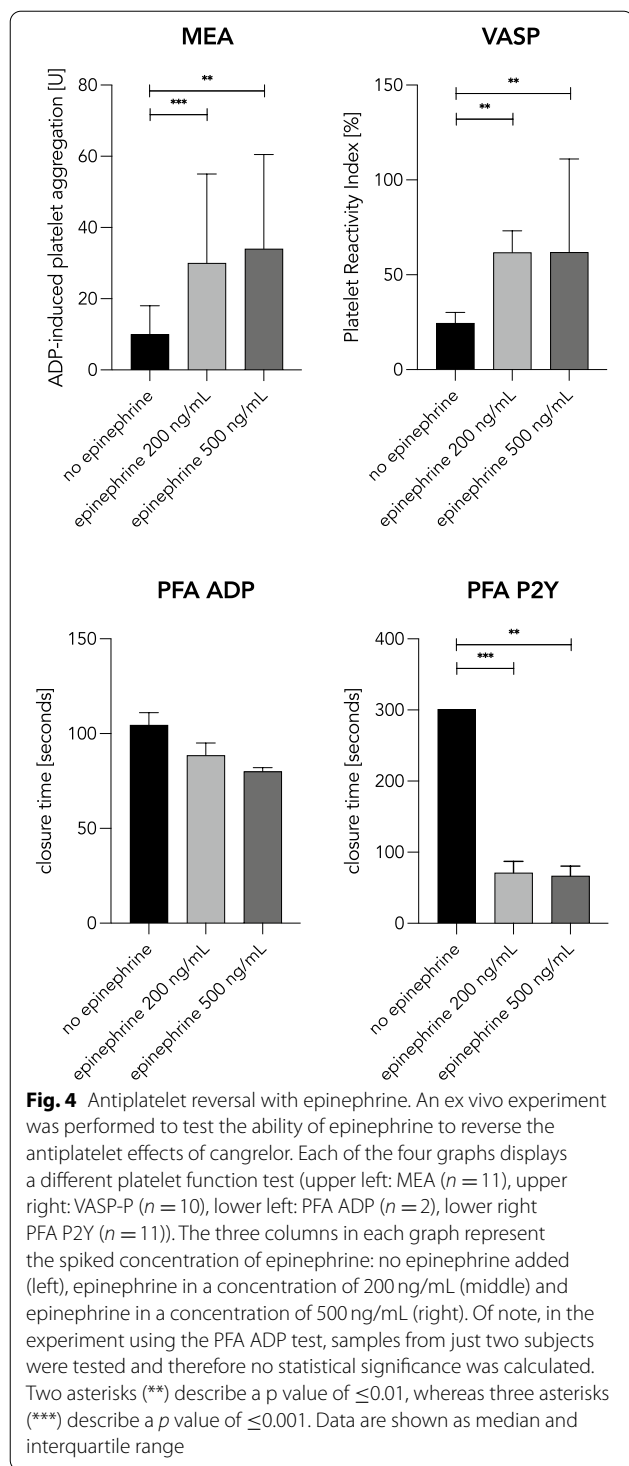 MEA
ADP-induced platelet aggregation [U]
80
60
40
20
0
**
***
no epinephrine
epinephrine 200 ng/mL
epinephrine 500 ng/mL
VASP
Platelet Reactivity Index [%]
150
100
50
0
**
**
no epinephrine
epinephrine 200 ng/mL
epinephrine 500 ng/mL
PFA ADP
closure time [seconds]
150
100
50
0
no epinephrine
epinephrine 200 ng/mL
epinephrine 500 ng/mL
PFA P2Y
closure time [seconds]
400
300
200
100
0
**
***
no epinephrine
epinephrine 200 ng/mL
epinephrine 500 ng/mL
Fig. 4 Antiplatelet reversal with epinephrine. An ex vivo experiment
was performed to test the ability of epinephrine to reverse the
antiplatelet effects of cangrelor. Each of the four graphs displays
a different platelet function test (upper left: MEA (n = 11), upper
right: VASP-P (n = 10), lower left: PFA ADP (n = 2), lower right
PFA P2Y (n = 11)). The three columns in each graph represent
the spiked concentration of epinephrine: no epinephrine added
(left), epinephrine in a concentration of 200 ng/mL (middle) and
epinephrine in a concentration of 500 ng/mL (right). Of note, in the
experiment using the PFA ADP test, samples from just two subjects
were tested and therefore no statistical significance was calculated.
Two asterisks (**) describe a p value of ≤0.01, whereas three asterisks
(***) describe a p value of ≤0.001. Data are shown as median and
interquartile range